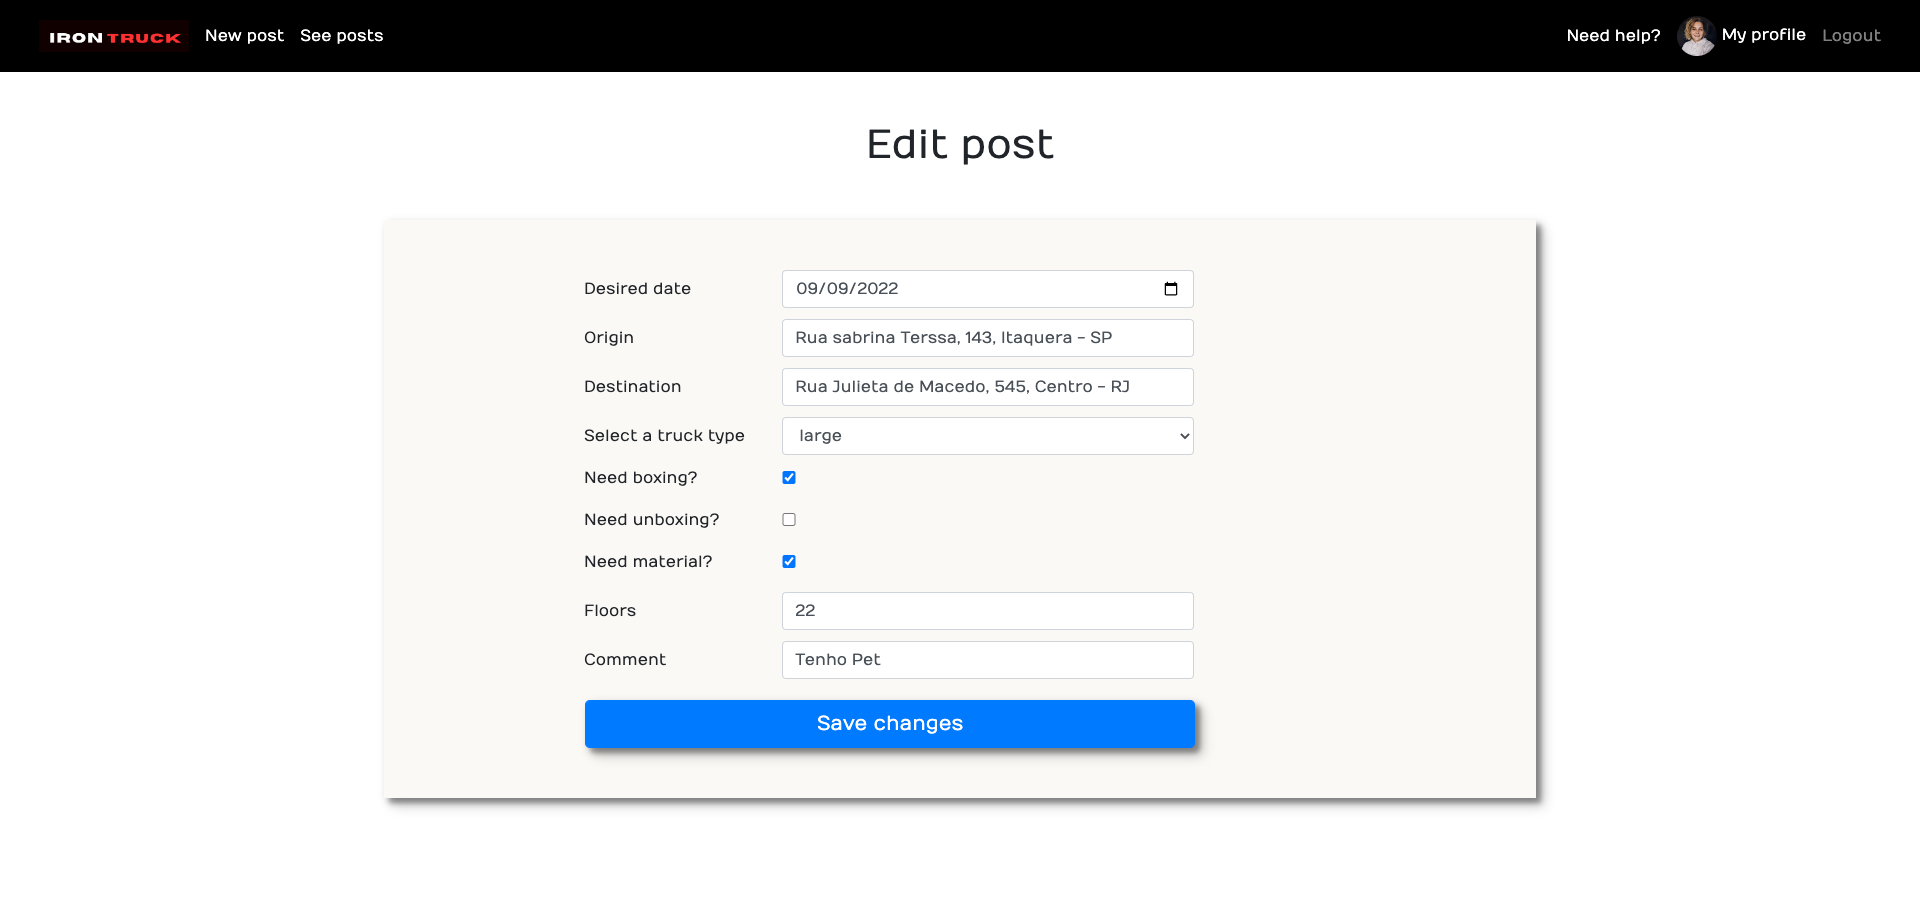 IRON TRUCK New post See posts Need help? My profile Logout
Edit post
Desired date 09/09/2022
Origin Rua sabrina Terssa, 143, Itaquera - SP
Destination Rua Julieta de Macedo, 545, Centro - RJ
Select a truck type large
Need boxing?
Need unboxing?
Need material?
Floors 22
Comment Tenho Pet
Save changes